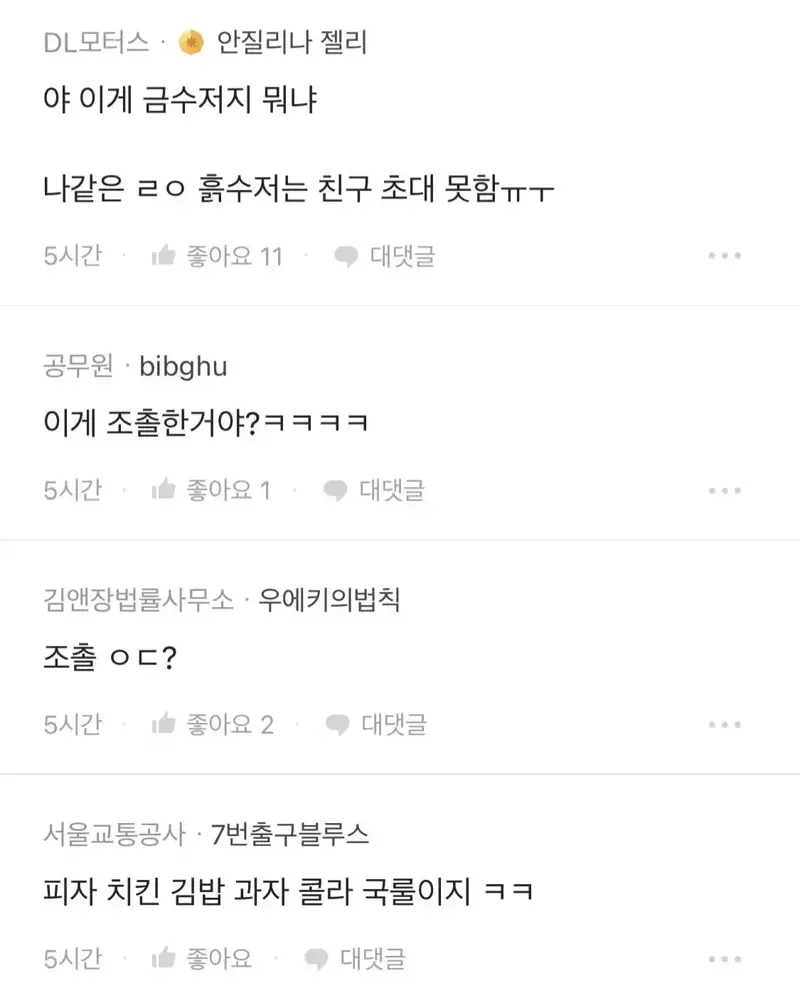 DL모터스 · 안질리나 젤리
야 이게 금수저지 뭐냐
나같은 ㄹㅇ 흙수저는 친구 초대 못함ㅠㅜ
5시간 · 좋아요 11 · 대댓글
공무원 · bibghu
이게 조촐한거야?ㅋㅋㅋㅋ
5시간 · 좋아요 1 · 대댓글
김앤장법률사무소 · 우에키의법칙
조촐 ㅇㄷ?
5시간 · 좋아요 2 · 대댓글
서울교통공사 · 7번출구블루스
피자 치킨 김밥 과자 콜라 국룰이지 ㅋㅋ
5시간 · 좋아요 · 대댓글